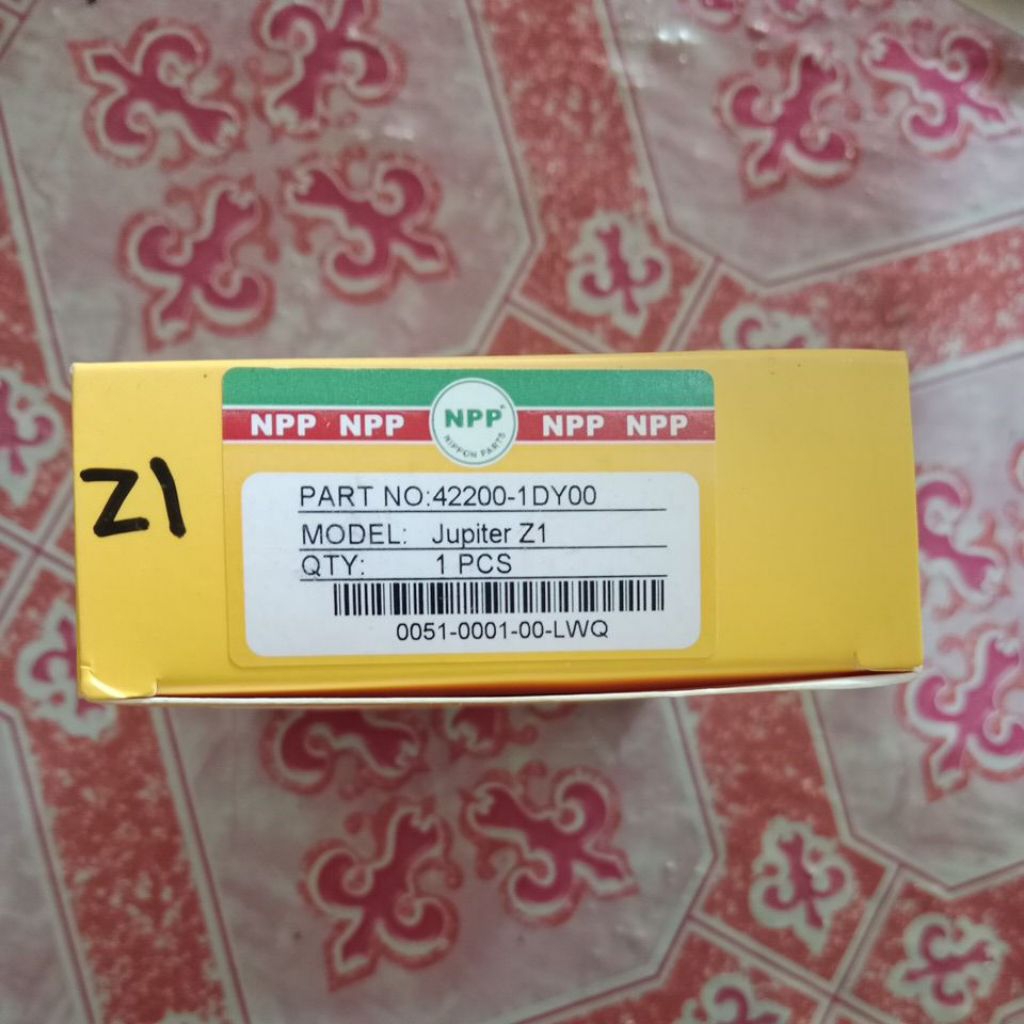 NPP NPP NPP NPP NPP
NIPPON PARTS
Z1
PART NO:42200-1DY00
MODEL: Jupiter Z1
QTY: 1 PCS
0051-0001-00-LWQ